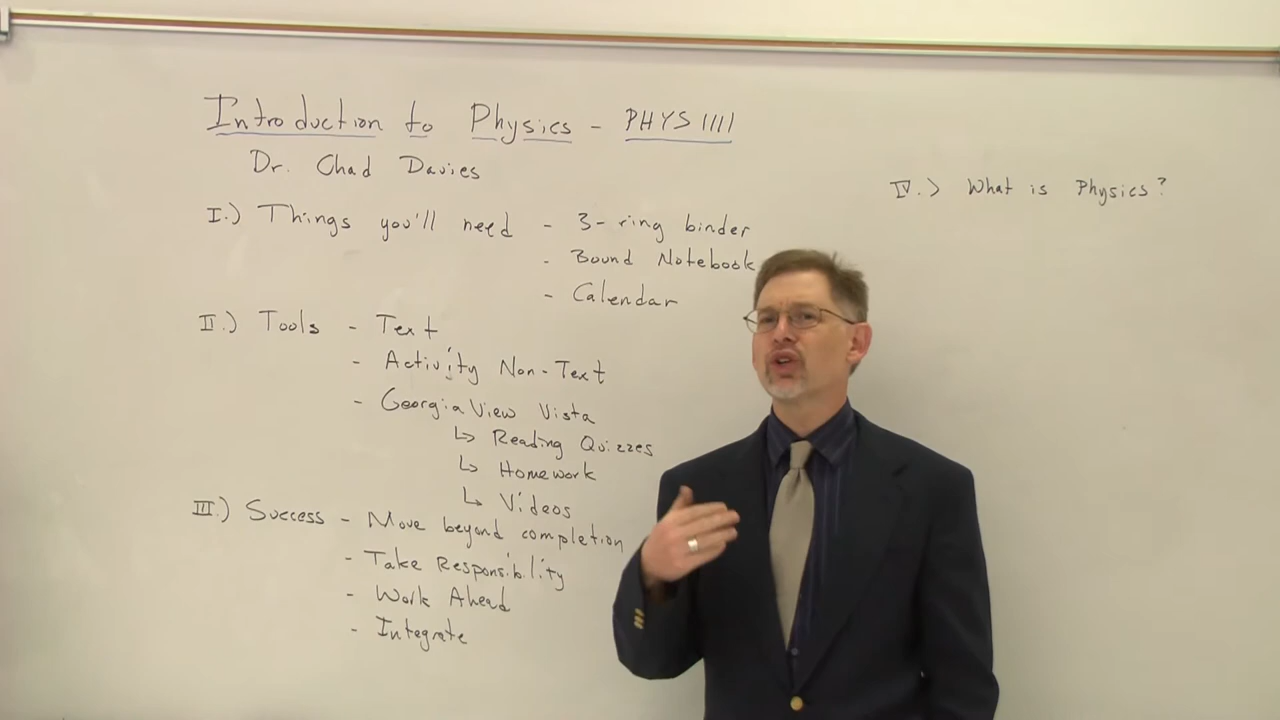 Introduction to Physics - PHYS 1111
Dr. Chad Davies
I.) Things you'll need - 3-ring binder
- Bound Notebook
- Calendar
II.) Tools - Text
- Activity Non-Text
- GeorgiaView Vista
↳ Reading Quizzes
↳ Homework
↳ Videos
III.) Success - Move beyond completion
- Take Responsibility
- Work Ahead
- Integrate
IV.) What is Physics?